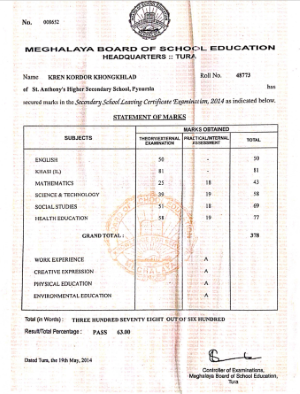 No. 008652
MEGHALAYA BOARD OF SCHOOL EDUCATION
HEADQUARTERS :: TURA
Name KREN KORDOR KHONGKHLAD Roll No. 48773
of St. Anthony's Higher Secondary School, Pynursla has
secured marks in the Secondary School Leaving Certificate Examination, 2014 as indicated below.
STATEMENT OF MARKS
SUBJECTS MARKS OBTAINED
THEORY/EXTERNAL EXAMINATION PRACTICAL/INTERNAL ASSESSMENT TOTAL
ENGLISH 50 - 50
KHASI (IL) 81 - 81
MATHEMATICS 25 18 43
SCIENCE & TECHNOLOGY 39 19 58
SOCIAL STUDIES 51 18 69
HEALTH EDUCATION 58 19 77
GRAND TOTAL : 378
WORK EXPERIENCE A
CREATIVE EXPRESSION A
PHYSICAL EDUCATION A
ENVIRONMENTAL EDUCATION A
Total (in Words) : THREE HUNDRED SEVENTY EIGHT OUT OF SIX HUNDRED
Result/Total Percentage : PASS 63.00
Dated Tura, the 19th May, 2014
Controller of Examinations,
Meghalaya Board of School Education,
Tura